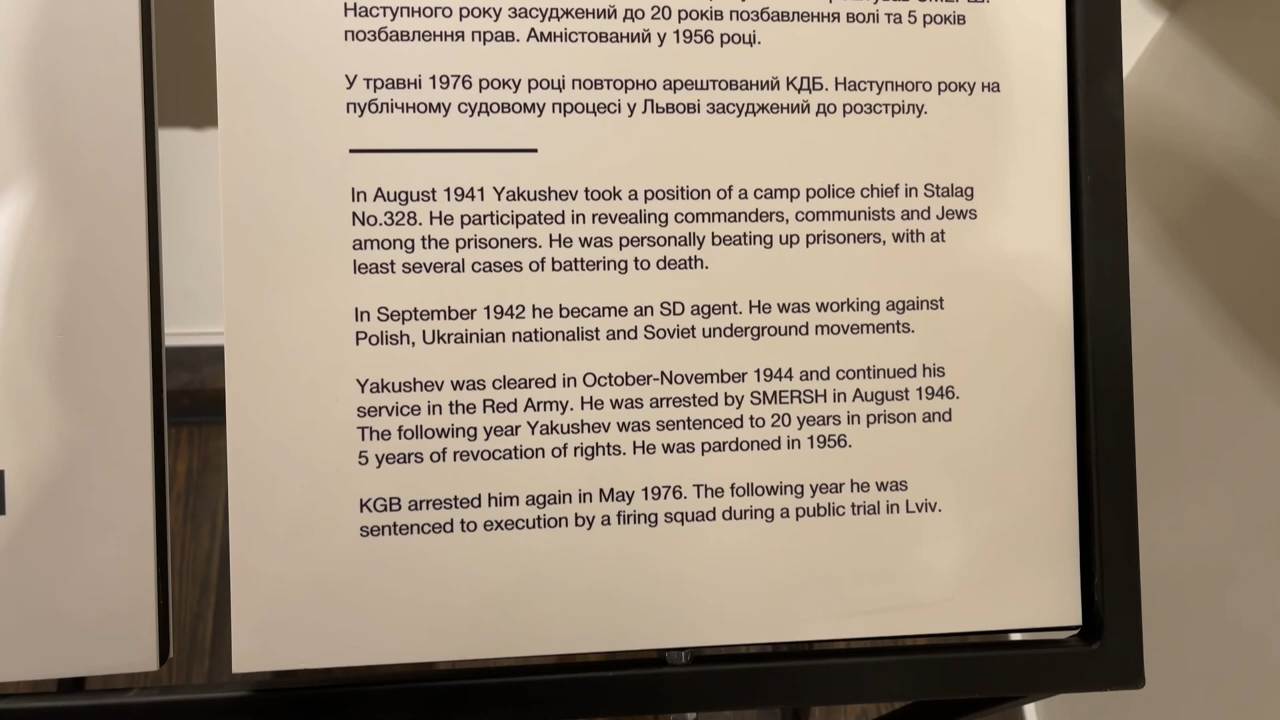 Наступного року засуджений до 20 років позбавлення волі та 5 років
позбавлення прав. Амністований у 1956 році.
У травні 1976 року році повторно арештований КДБ. Наступного року на
публічному судовому процесі у Львові засуджений до розстрілу.
In August 1941 Yakushev took a position of a camp police chief in Stalag
No.328. He participated in revealing commanders, communists and Jews
among the prisoners. He was personally beating up prisoners, with at
least several cases of battering to death.
In September 1942 he became an SD agent. He was working against
Polish, Ukrainian nationalist and Soviet underground movements.
Yakushev was cleared in October-November 1944 and continued his
service in the Red Army. He was arrested by SMERSH in August 1946.
The following year Yakushev was sentenced to 20 years in prison and
5 years of revocation of rights. He was pardoned in 1956.
KGB arrested him again in May 1976. The following year he was
sentenced to execution by a firing squad during a public trial in Lviv.